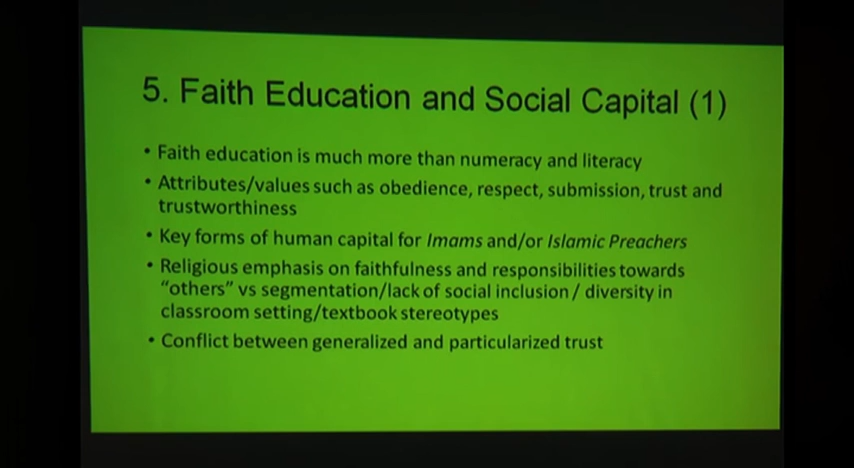 5. Faith Education and Social Capital (1)
• Faith education is much more than numeracy and literacy
• Attributes/values such as obedience, respect, submission, trust and
trustworthiness
• Key forms of human capital for Imams and/or Islamic Preachers
• Religious emphasis on faithfulness and responsibilities towards
“others” vs segmentation/lack of social inclusion / diversity in
classroom setting/textbook stereotypes
• Conflict between generalized and particularized trust